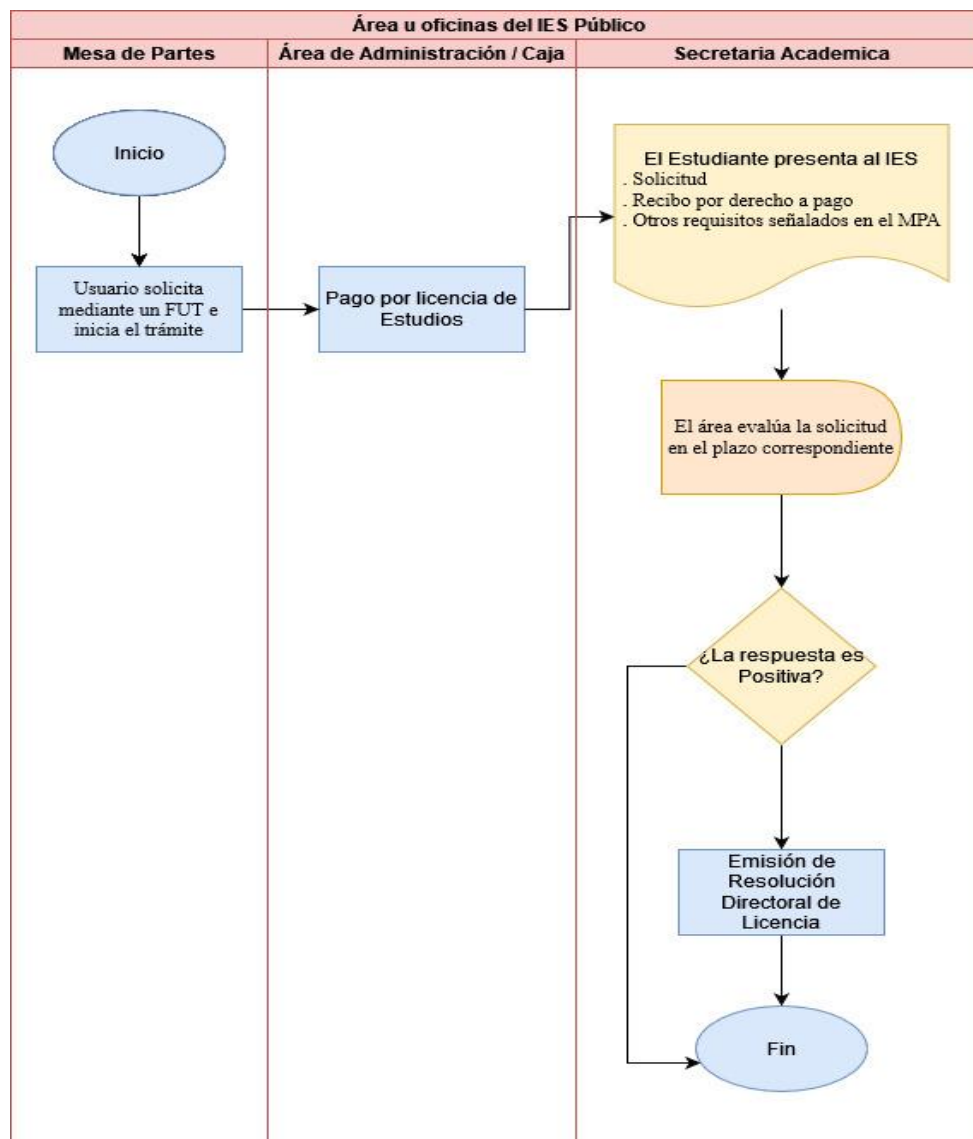 Área u oficinas del IES Público
Mesa de Partes
Área de Administración / Caja
Secretaria Academica
Inicio
Usuario solicita
mediante un FUT e
inicia el trámite
Pago por licencia de
Estudios
El Estudiante presenta al IES
. Solicitud
. Recibo por derecho a pago
. Otros requisitos señalados en el MPA
El área evalúa la solicitud
en el plazo correspondiente
¿La respuesta es
Positiva?
Emisión de
Resolución
Directoral de
Licencia
Fin